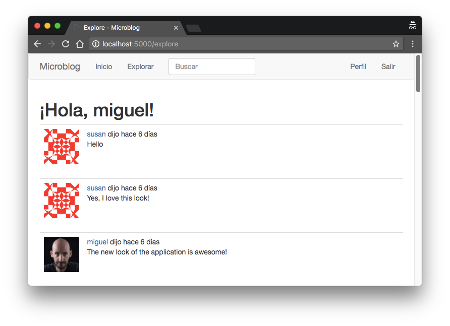 Explore - Microblog
localhost:5000/explore
Microblog Inicio Explorar Buscar Perfil Salir
¡Hola, miguel!
susan dijo hace 6 días
Hello
susan dijo hace 6 días
Yes, I love this look!
miguel dijo hace 6 días
The new look of the application is awesome!